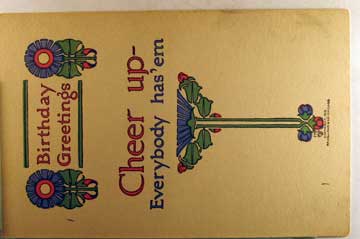 Birthday
Greetings
Cheer up-
Everybody has'em